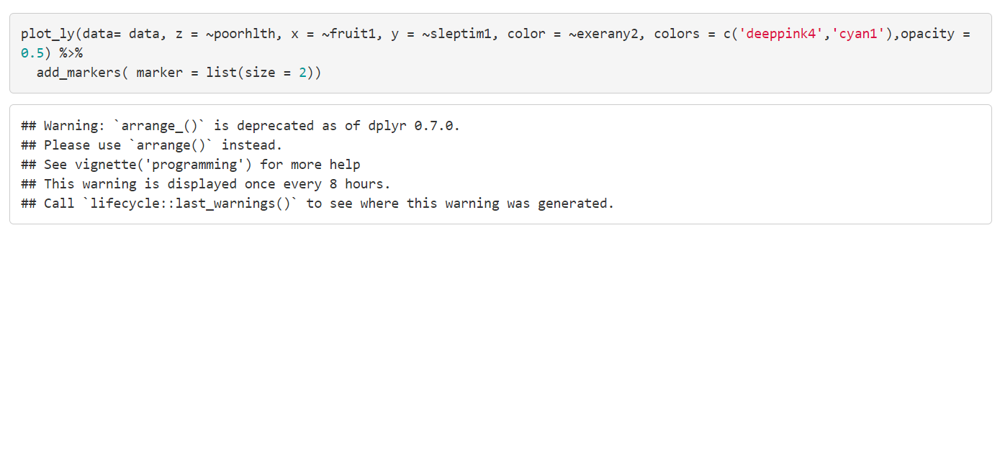 plot_ly(data= data, z = ~poorhlth, x = ~fruit1, y = ~sleptim1, color = ~exerany2, colors = c('deeppink4','cyan1'),opacity =
0.5) %>%
  add_markers( marker = list(size = 2))
## Warning: `arrange_()` is deprecated as of dplyr 0.7.0.
## Please use `arrange()` instead.
## See vignette('programming') for more help
## This warning is displayed once every 8 hours.
## Call `lifecycle::last_warnings()` to see where this warning was generated.